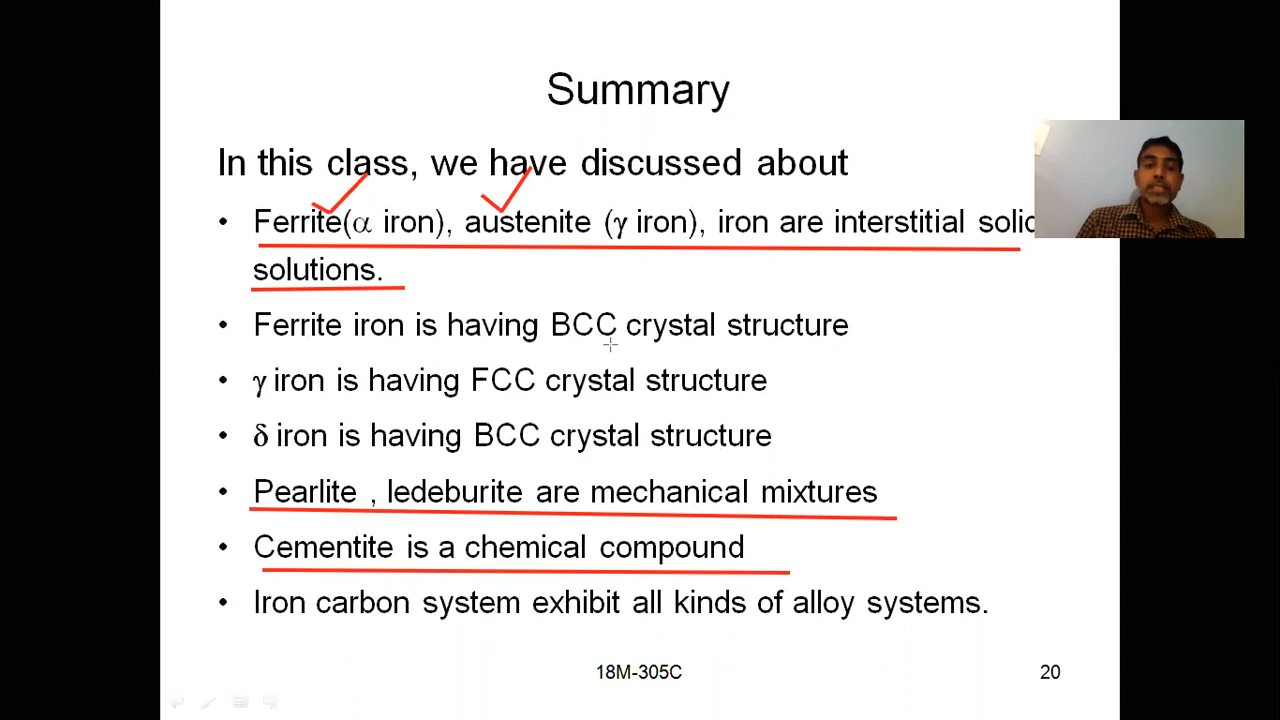 Summary
In this class, we have discussed about
• Ferrite(α iron), austenite (γ iron), iron are interstitial
solutions.
• Ferrite iron is having BCC crystal structure
• γ iron is having FCC crystal structure
• δ iron is having BCC crystal structure
• Pearlite , ledeburite are mechanical mixtures
• Cementite is a chemical compound
• Iron carbon system exhibit all kinds of alloy systems.
18M-305C
20